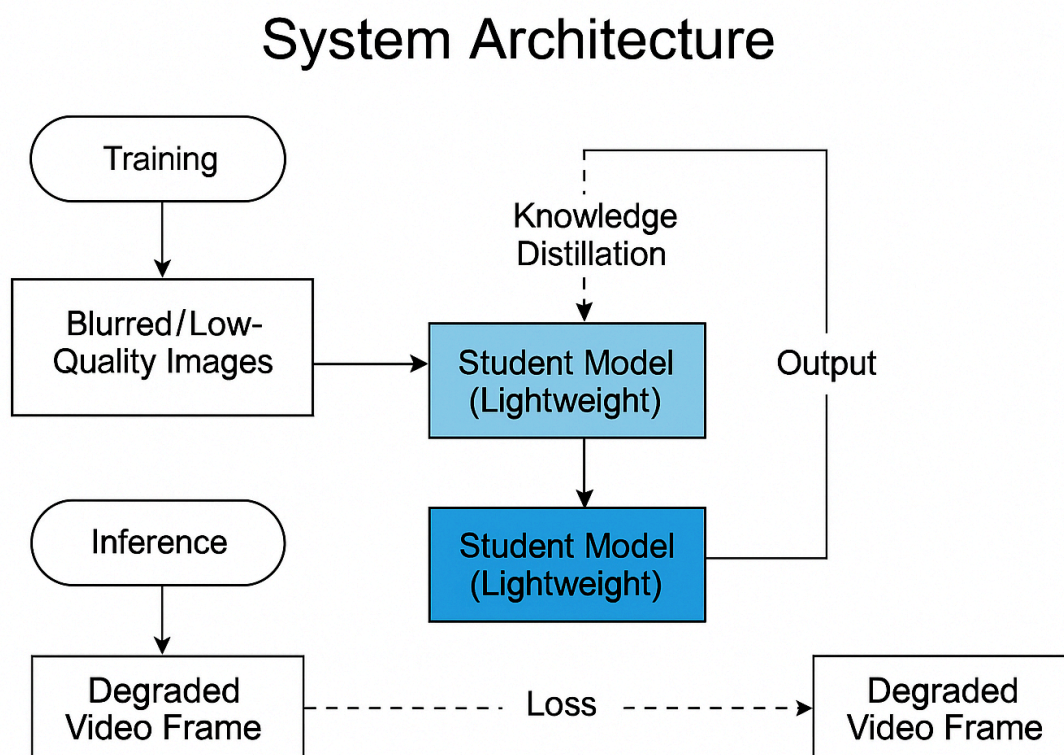 System Architecture
Training
Knowledge
Distillation
Blurred/Low-
Quality Images
Student Model
(Lightweight)
Output
Inference
Student Model
(Lightweight)
Degraded
Video Frame
Loss
Degraded
Video Frame